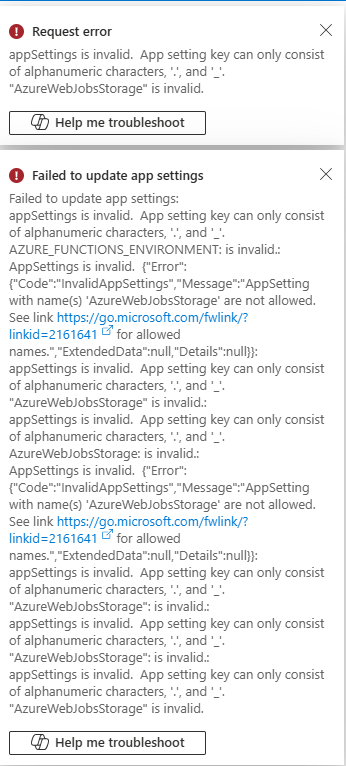 Request error
appSettings is invalid.  App setting key can only consist
of alphanumeric characters, '.', and '_'.
"AzureWebJobsStorage" is invalid.
Help me troubleshoot
Failed to update app settings
Failed to update app settings:
appSettings is invalid.  App setting key can only consist
of alphanumeric characters, '.', and '_'.
AZURE_FUNCTIONS_ENVIRONMENT: is invalid.:
AppSettings is invalid.  {"Error":
{"Code":"InvalidAppSettings","Message":"AppSetting
with name(s) 'AzureWebJobsStorage' are not allowed.
See link https://go.microsoft.com/fwlink/?
linkid=2161641 for allowed
names.","ExtendedData":null,"Details":null}}:
appSettings is invalid.  App setting key can only consist
of alphanumeric characters, '.', and '_'.
"AzureWebJobsStorage" is invalid.:
appSettings is invalid.  App setting key can only consist
of alphanumeric characters, '.', and '_'.
AzureWebJobsStorage: is invalid.:
AppSettings is invalid.  {"Error":
{"Code":"InvalidAppSettings","Message":"AppSetting
with name(s) 'AzureWebJobsStorage' are not allowed.
See link https://go.microsoft.com/fwlink/?
linkid=2161641 for allowed
names.","ExtendedData":null,"Details":null}}:
appSettings is invalid.  App setting key can only consist
of alphanumeric characters, '.', and '_'.
"AzureWebJobsStorage": is invalid.:
appSettings is invalid.  App setting key can only consist
of alphanumeric characters, '.', and '_'.
"AzureWebJobsStorage": is invalid.:
appSettings is invalid.  App setting key can only consist
of alphanumeric characters, '.', and '_'.
"AzureWebJobsStorage" is invalid.
Help me troubleshoot